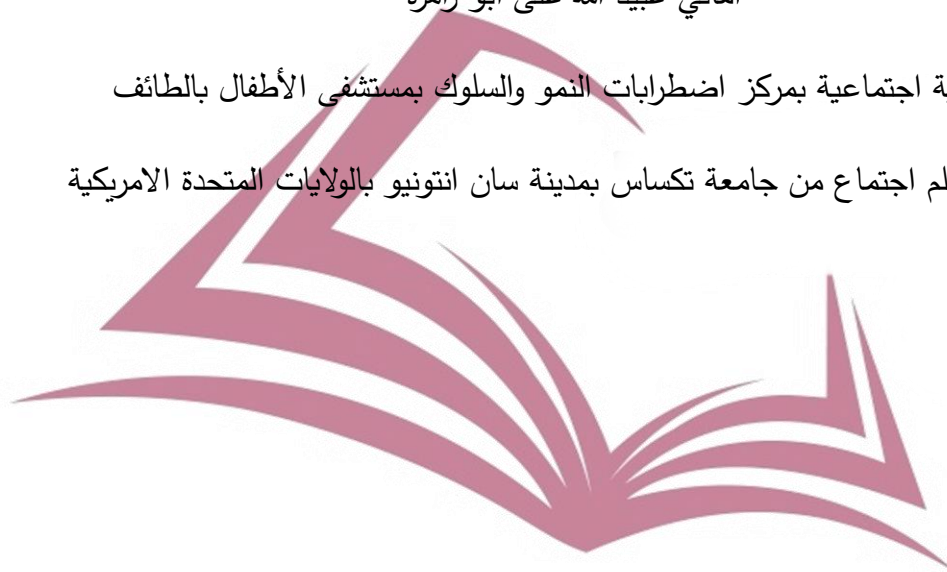 ية اجتماعية بمركز اضطرابات النمو والسلوك بمستشفى الأطفال بالطائف
لم اجتماع من جامعة تكساس بمدينة سان انتونيو بالولايات المتحدة الامريكية